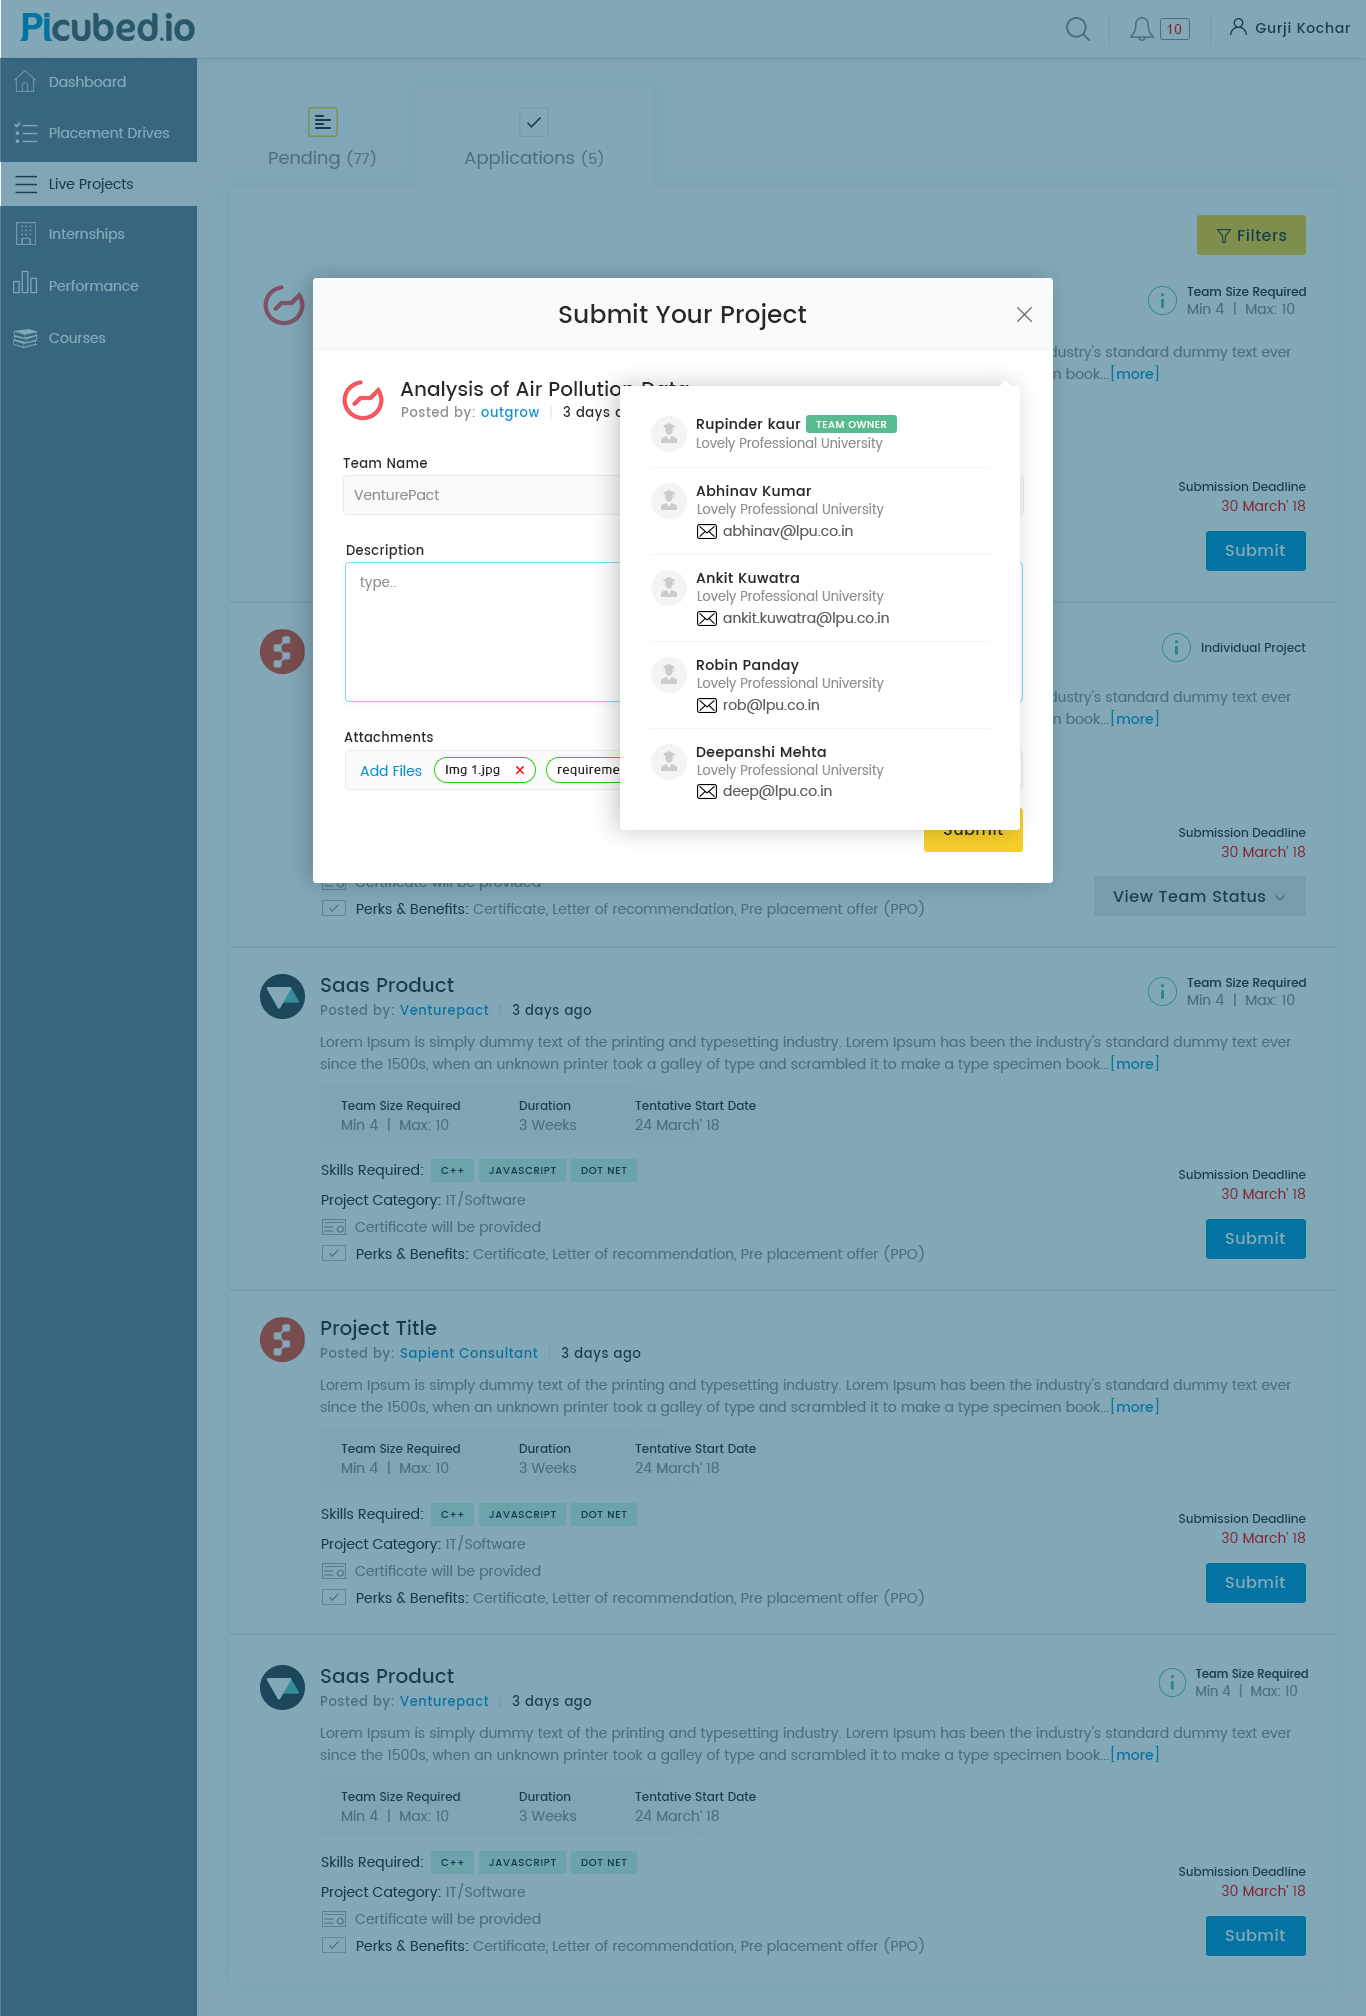 Picubed.io
10
Gurji Kochar
Dashboard
Placement Drives
Live Projects
Internships
Performance
Courses
Pending (77)
Applications (5)
Filters
Team Size Required
Min 4 | Max: 10
dustry's standard dummy text ever
n book...[more]
Submission Deadline
30 March' 18
Submit
Submit Your Project
Analysis of Air Pollution Data
Posted by: outgrow | 3 days
Team Name
VenturePact
Description
type..
Attachments
Add Files
Img 1.jpg
requireme
Submit
Rupinder kaur TEAM OWNER
Lovely Professional University
Abhinav Kumar
Lovely Professional University
abhinav@lpu.co.in
Ankit Kuwatra
Lovely Professional University
ankit.kuwatra@lpu.co.in
Robin Panday
Lovely Professional University
rob@lpu.co.in
Deepanshi Mehta
Lovely Professional University
deep@lpu.co.in
Individual Project
dustry's standard dummy text ever
n book...[more]
Submission Deadline
30 March' 18
View Team Status
Certificate will be provided
Perks & Benefits: Certificate, Letter of recommendation, Pre placement offer (PPO)
Saas Product
Posted by: Venturepact | 3 days ago
Team Size Required
Min 4 | Max: 10
Lorem Ipsum is simply dummy text of the printing and typesetting industry. Lorem Ipsum has been the industry's standard dummy text ever
since the 1500s, when an unknown printer took a galley of type and scrambled it to make a type specimen book...[more]
Team Size Required Duration Tentative Start Date
Min 4 | Max: 10 3 Weeks 24 March' 18
Skills Required: C++ JAVASCRIPT DOT NET
Project Category: IT/Software
Certificate will be provided
Perks & Benefits: Certificate, Letter of recommendation, Pre placement offer (PPO)
Submission Deadline
30 March' 18
Submit
Project Title
Posted by: Sapient Consultant | 3 days ago
Lorem Ipsum is simply dummy text of the printing and typesetting industry. Lorem Ipsum has been the industry's standard dummy text ever
since the 1500s, when an unknown printer took a galley of type and scrambled it to make a type specimen book...[more]
Team Size Required Duration Tentative Start Date
Min 4 | Max: 10 3 Weeks 24 March' 18
Skills Required: C++ JAVASCRIPT DOT NET
Project Category: IT/Software
Certificate will be provided
Perks & Benefits: Certificate, Letter of recommendation, Pre placement offer (PPO)
Submission Deadline
30 March' 18
Submit
Saas Product
Posted by: Venturepact | 3 days ago
Team Size Required
Min 4 | Max: 10
Lorem Ipsum is simply dummy text of the printing and typesetting industry. Lorem Ipsum has been the industry's standard dummy text ever
since the 1500s, when an unknown printer took a galley of type and scrambled it to make a type specimen book...[more]
Team Size Required Duration Tentative Start Date
Min 4 | Max: 10 3 Weeks 24 March' 18
Skills Required: C++ JAVASCRIPT DOT NET
Project Category: IT/Software
Certificate will be provided
Perks & Benefits: Certificate, Letter of recommendation, Pre placement offer (PPO)
Submission Deadline
30 March' 18
Submit